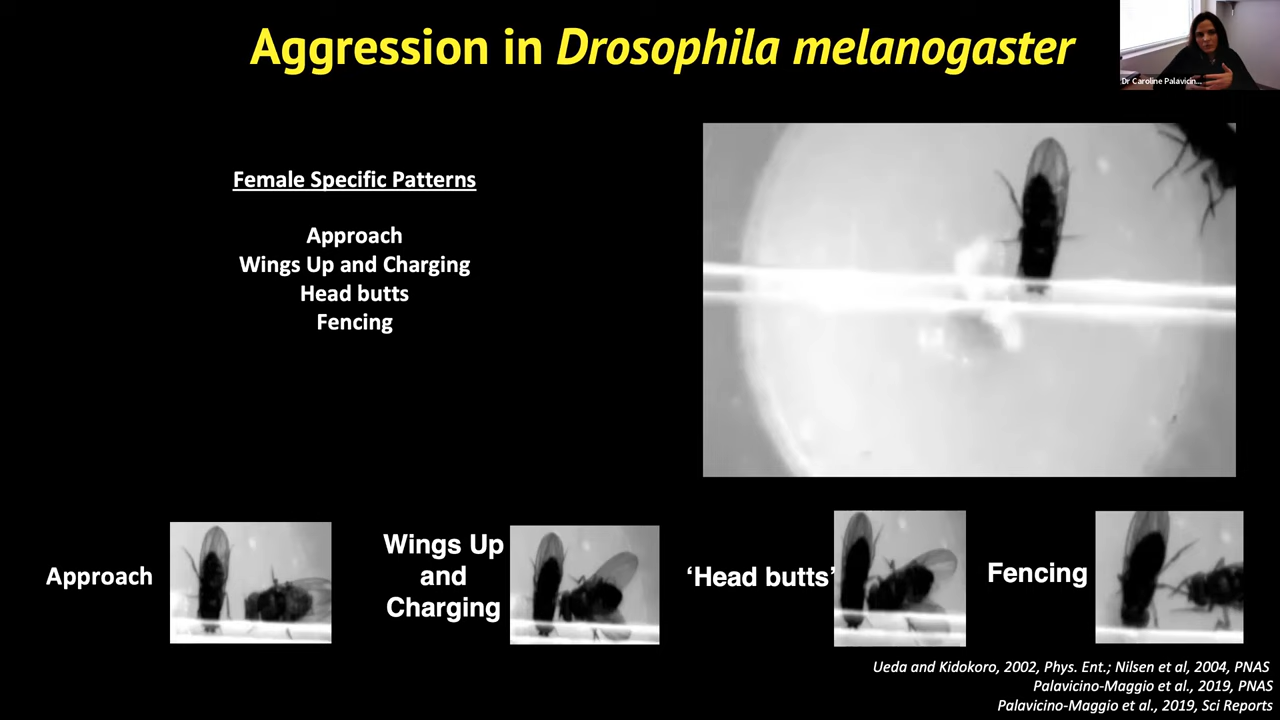 Aggression in Drosophila melanogaster
Dr Caroline Palavicin...
Female Specific Patterns
Approach
Wings Up and Charging
Head butts
Fencing
Approach
Wings Up
and
Charging
‘Head butts’
Fencing
Ueda and Kidokoro, 2002, Phys. Ent.; Nilsen et al, 2004, PNAS
Palavicino-Maggio et al., 2019, PNAS
Palavicino-Maggio et al., 2019, Sci Reports